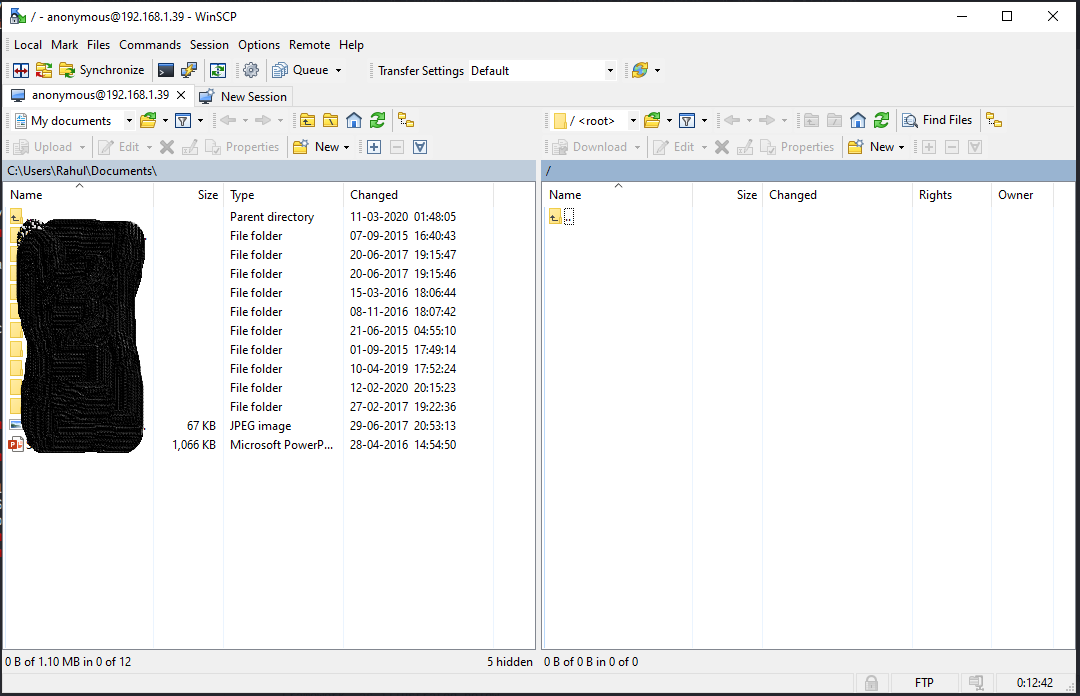 / - anonymous@192.168.1.39 - WinSCP
Local Mark Files Commands Session Options Remote Help
Synchronize Queue Transfer Settings Default
anonymous@192.168.1.39 New Session
My documents
/ <root> Find Files
Upload Edit Properties New
Download Edit Properties New
C:\Users\Rahul\Documents\
/
Name Size Type Changed
Parent directory 11-03-2020 01:48:05
File folder 07-09-2015 16:40:43
File folder 20-06-2017 19:15:47
File folder 20-06-2017 19:15:46
File folder 15-03-2016 18:06:44
File folder 08-11-2016 18:07:42
File folder 21-06-2015 04:55:10
File folder 01-09-2015 17:49:14
File folder 10-04-2019 17:52:24
File folder 12-02-2020 20:15:23
File folder 27-02-2017 19:22:36
67 KB JPEG image 29-06-2017 20:53:13
1,066 KB Microsoft PowerP... 28-04-2016 14:54:50
Name Size Changed Rights Owner
..
0 B of 1.10 MB in 0 of 12 5 hidden
0 B of 0 B in 0 of 0
FTP 0:12:42